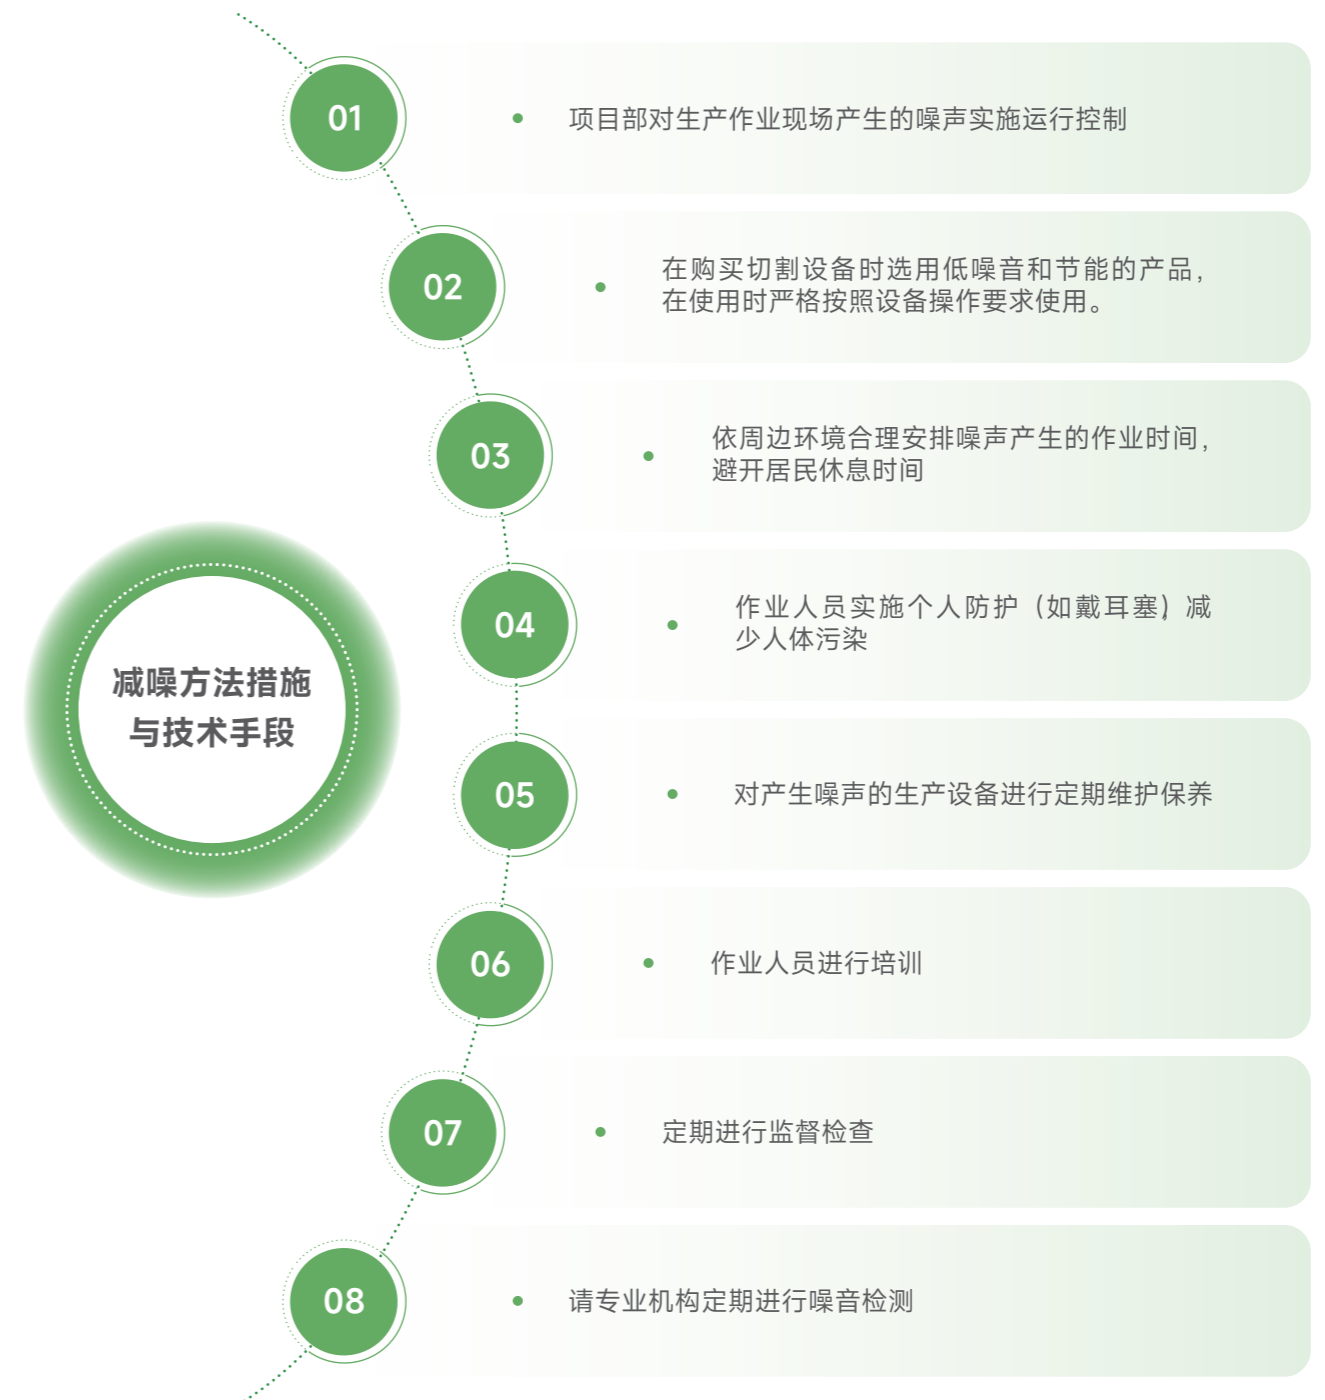 减噪方法措施
与技术手段
01
项目部对生产作业现场产生的噪声实施运行控制
02
在购买切割设备时选用低噪音和节能的产品，
在使用时严格按照设备操作要求使用。
03
依周边环境合理安排噪声产生的作业时间，
避开居民休息时间
04
作业人员实施个人防护（如戴耳塞），减
少人体污染
05
对产生噪声的生产设备进行定期维护保养
06
作业人员进行培训
07
定期进行监督检查
08
请专业机构定期进行噪音检测